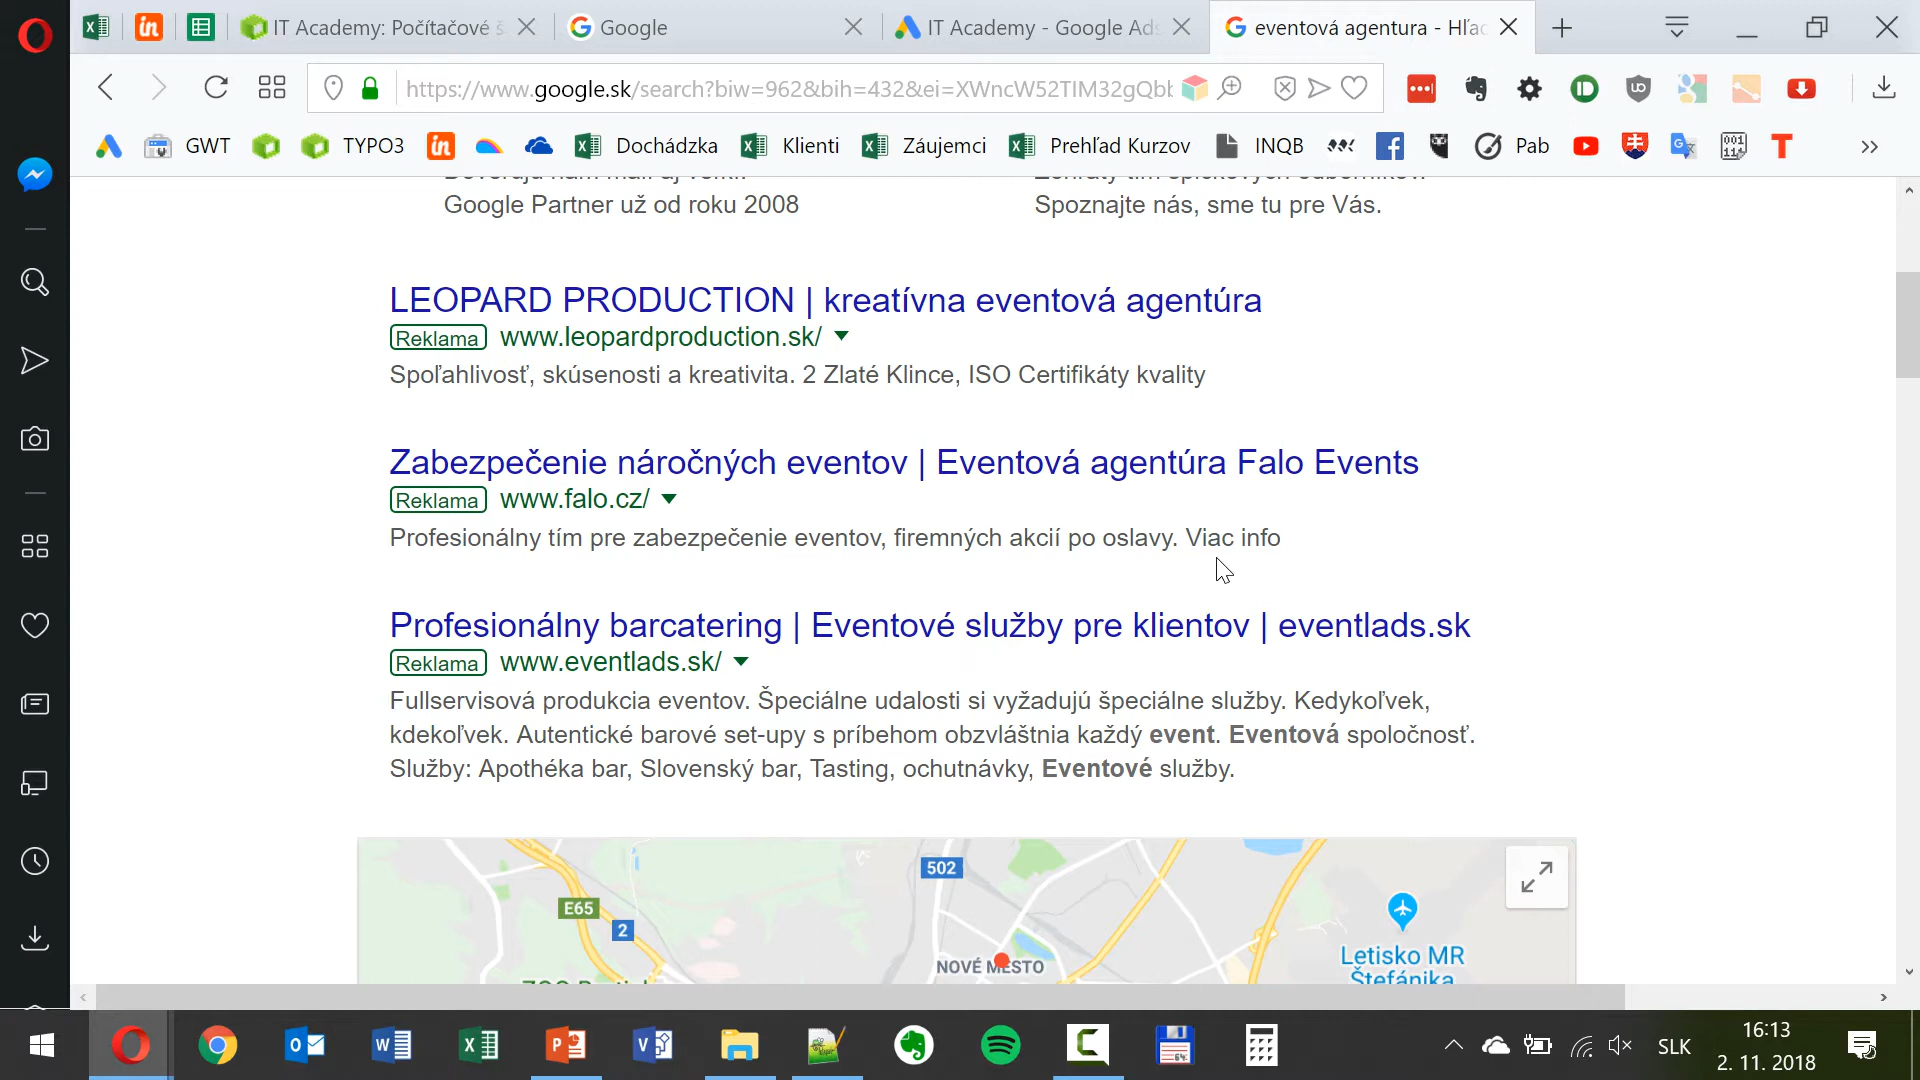 IT Academy: Počítačové š
Google
IT Academy - Google Ads
eventová agentura - Hľad
https://www.google.sk/search?biw=962&bih=432&ei=XWncW52TIM32gQbb
GWT
TYPO3
in
Dochádzka
Klienti
Záujemci
Prehľad Kurzov
INQB
Pab
Google Partner už od roku 2008
Spoznajte nás, sme tu pre Vás.
LEOPARD PRODUCTION | kreatívna eventová agentúra
Reklama www.leopardproduction.sk/
Spoľahlivosť, skúsenosti a kreativita. 2 Zlaté Klince, ISO Certifikáty kvality
Zabezpečenie náročných eventov | Eventová agentúra Falo Events
Reklama www.falo.cz/
Profesionálny tím pre zabezpečenie eventov, firemných akcií po oslavy. Viac info
Profesionálny barcatering | Eventové služby pre klientov | eventlads.sk
Reklama www.eventlads.sk/
Fullservisová produkcia eventov. Špeciálne udalosti si vyžadujú špeciálne služby. Kedykoľvek,
kdekoľvek. Autentické barové set-upy s príbehom obzvláštnia každý event. Eventová spoločnosť.
Služby: Apothéka bar, Slovenský bar, Tasting, ochutnávky, Eventové služby.
502
E65
2
NOVÉ MESTO
Letisko MR
Štefánika
SLK
16:13
2. 11. 2018